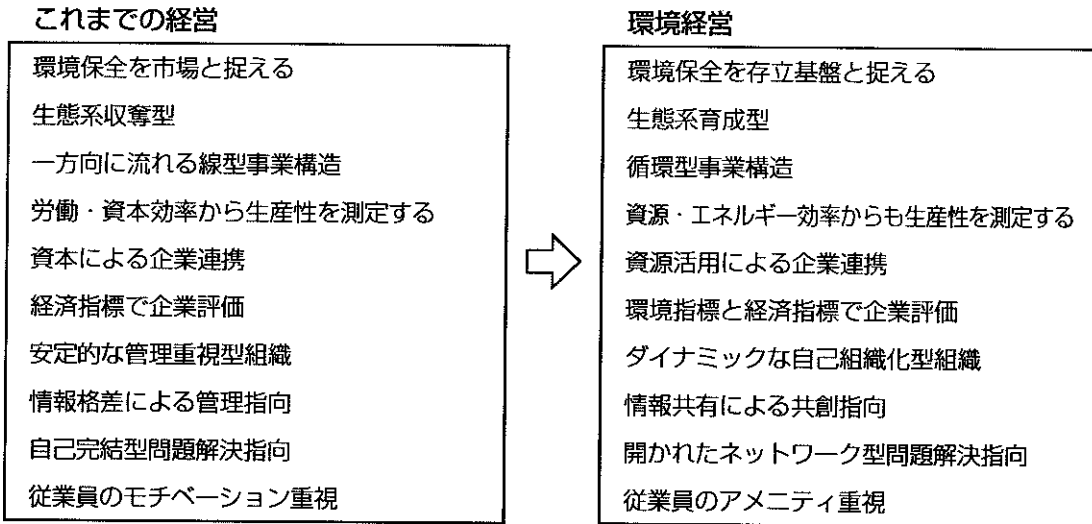 これまでの経営
環境保全を市場と捉える
生態系収奪型
一方向に流れる線型事業構造
労働・資本効率から生産性を測定する
資本による企業連携
経済指標で企業評価
安定的な管理重視型組織
情報格差による管理指向
自己完結型問題解決指向
従業員のモチベーション重視
環境経営
環境保全を存立基盤と捉える
生態系育成型
循環型事業構造
資源・エネルギー効率からも生産性を測定する
資源活用による企業連携
環境指標と経済指標で企業評価
ダイナミックな自己組織化型組織
情報共有による共創指向
開かれたネットワーク型問題解決指向
従業員のアメニティ重視